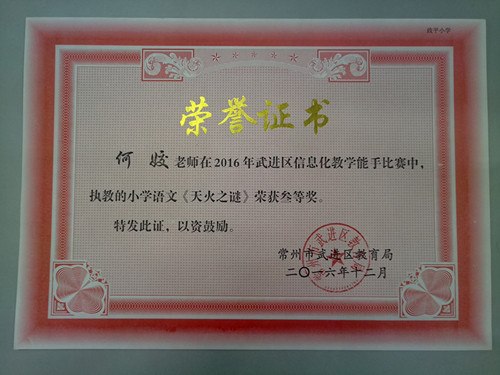 荣誉证书
何姣老师在2016年武进区信息化教学能手比赛中，
执教的小学语文《天火之谜》荣获叁等奖。
特发此证，以资鼓励。
常州市武进区教育局
二〇一六年十二月